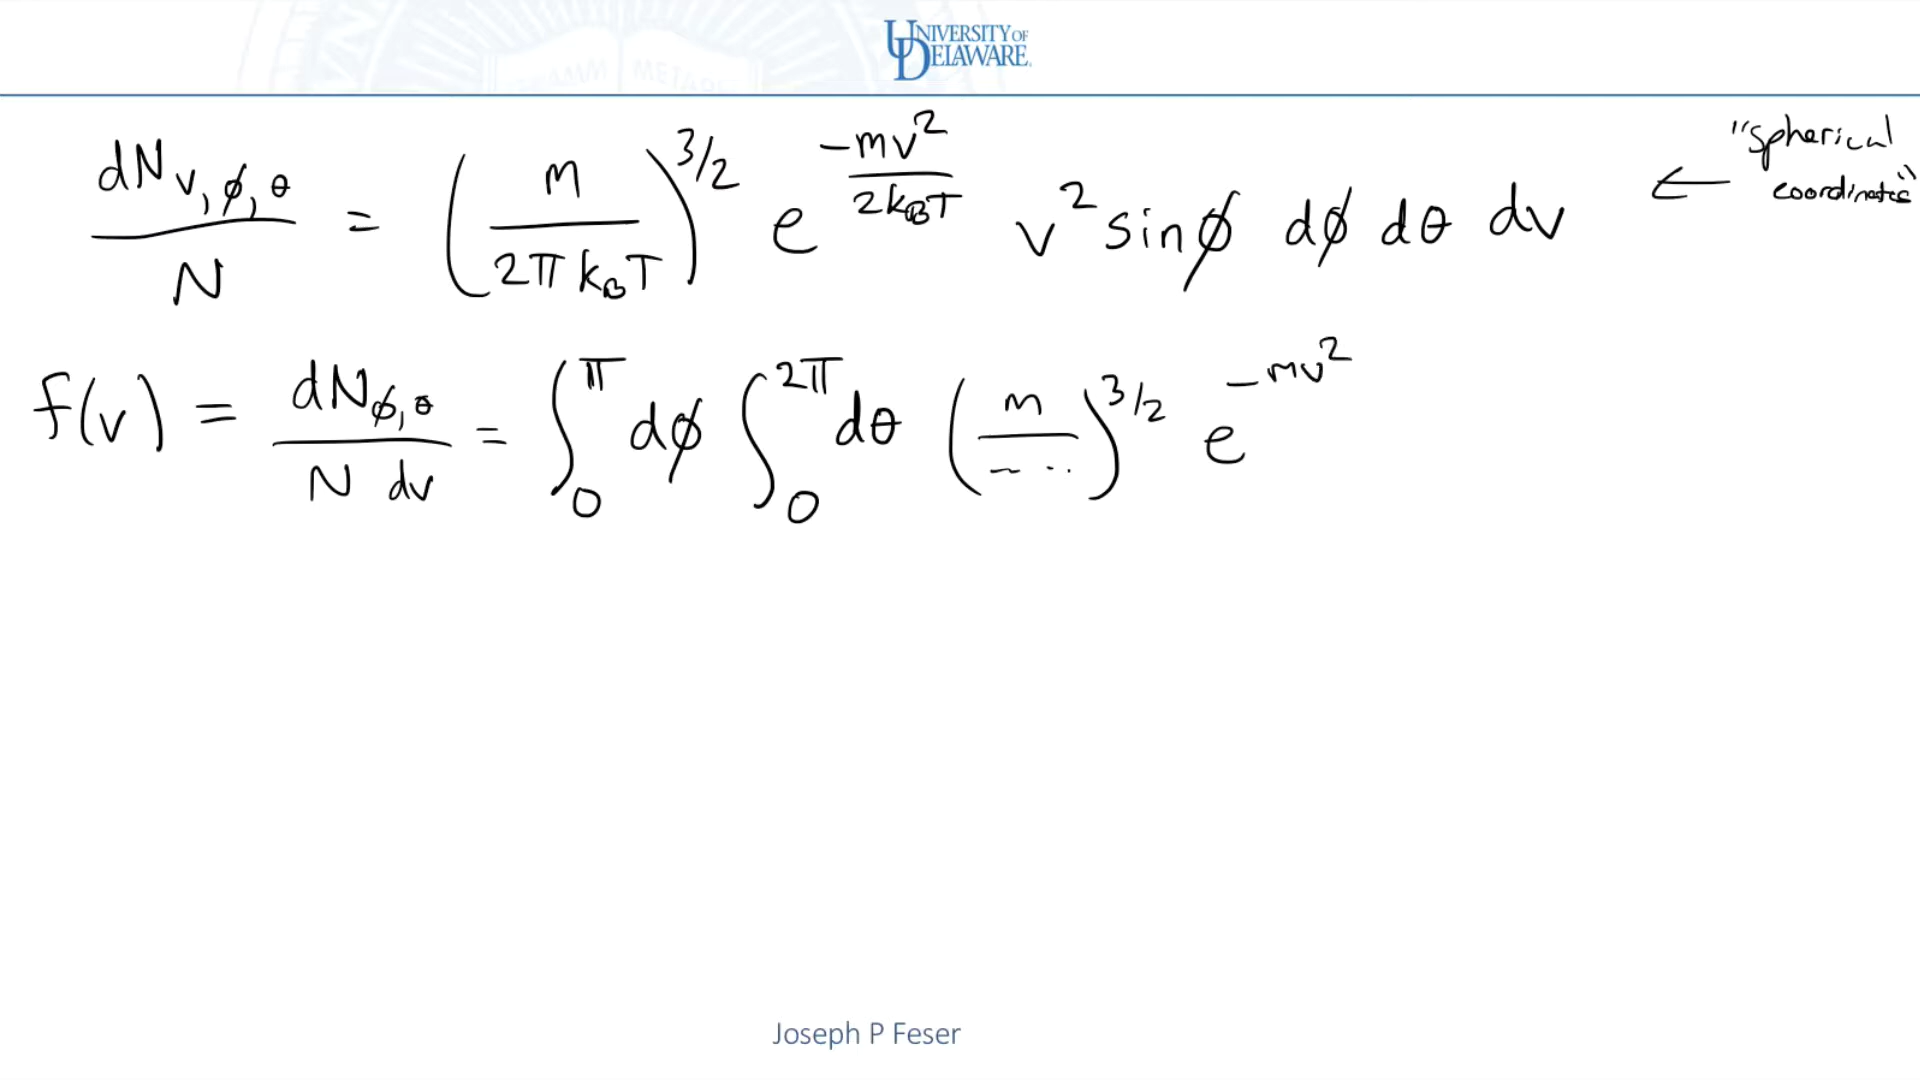 UNIVERSITY OF
DELAWARE.
dN_{v,φ,θ} / N = (m / 2π k_B T)^{3/2} e^{-mv² / 2k_BT} v² sinφ dφ dθ dv ← "spherical
coordinates"
f(v) = dN_{φ,θ} / N dv = ∫_0^π dφ ∫_0^{2π} dθ (m / -- ..)^{3/2} e^{-mv²}
Joseph P Feser